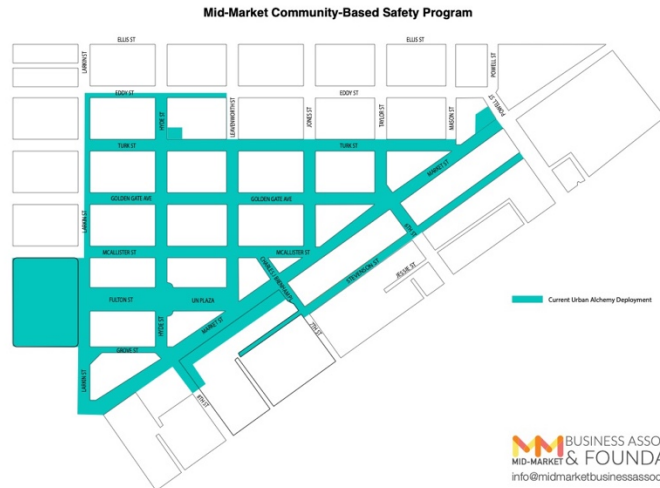 Mid-Market Community-Based Safety Program
ELLIS ST
ELLIS ST
LARKIN ST
POWELL ST
EDDY ST
EDDY ST
POWELL ST
HYDE ST
LEAVENWORTH ST
JONES ST
TAYLOR ST
MASON ST
TURK ST
TURK ST
MARKET ST
GOLDEN GATE AVE
GOLDEN GATE AVE
LARKIN ST
6TH ST
MCALLISTER ST
MCALLISTER ST
STEVENSON ST
JESSIE ST
FULTON ST
UN PLAZA
Current Urban Alchemy Deployment
HYDE ST
MARKET ST
7TH ST
GROVE ST
LARKIN ST
8TH ST
MM BUSINESS ASSO
MID-MARKET & FOUNDA
info@midmarketbusinessassoc